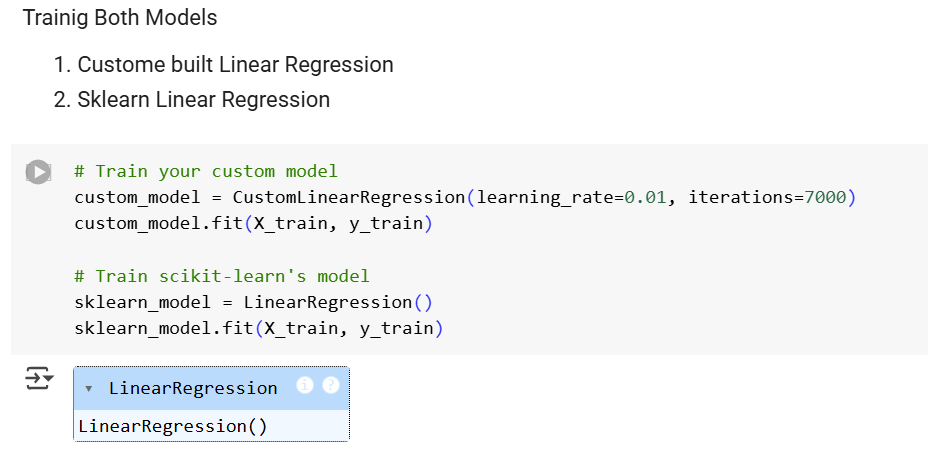 Trainig Both Models
1. Custome built Linear Regression
2. Sklearn Linear Regression
# Train your custom model
custom_model = CustomLinearRegression(learning_rate=0.01, iterations=7000)
custom_model.fit(X_train, y_train)
# Train scikit-learn's model
sklearn_model = LinearRegression()
sklearn_model.fit(X_train, y_train)
LinearRegression i ?
LinearRegression()